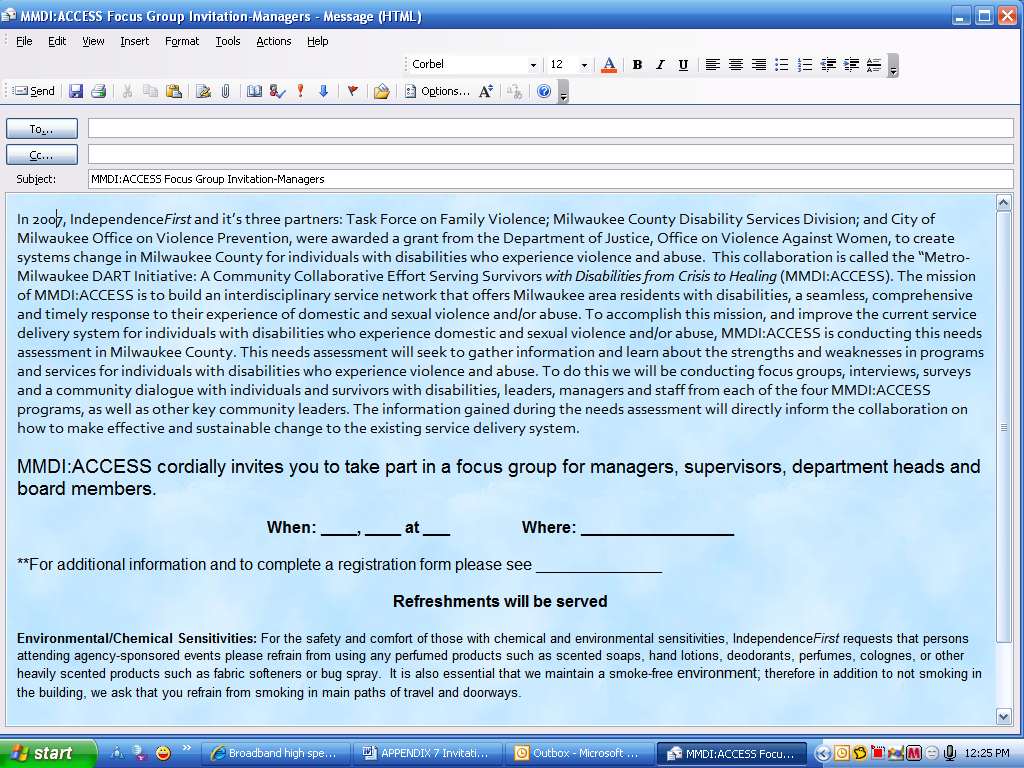 MMDI:ACCESS Focus Group Invitation-Managers - Message (HTML)
File Edit View Insert Format Tools Actions Help
Corbel 12 A B I U
Send Options...
To...
Cc...
Subject: MMDI:ACCESS Focus Group Invitation-Managers
In 2007, IndependenceFirst and it's three partners: Task Force on Family Violence; Milwaukee County Disability Services Division; and City of
Milwaukee Office on Violence Prevention, were awarded a grant from the Department of Justice, Office on Violence Against Women, to create
systems change in Milwaukee County for individuals with disabilities who experience violence and abuse.  This collaboration is called the “Metro-
Milwaukee DART Initiative: A Community Collaborative Effort Serving Survivors with Disabilities from Crisis to Healing (MMDI:ACCESS). The mission
of MMDI:ACCESS is to build an interdisciplinary service network that offers Milwaukee area residents with disabilities, a seamless, comprehensive
and timely response to their experience of domestic and sexual violence and/or abuse. To accomplish this mission, and improve the current service
delivery system for individuals with disabilities who experience domestic and sexual violence and/or abuse, MMDI:ACCESS is conducting this needs
assessment in Milwaukee County. This needs assessment will seek to gather information and learn about the strengths and weaknesses in programs
and services for individuals with disabilities who experience violence and abuse. To do this we will be conducting focus groups, interviews, surveys
and a community dialogue with individuals and survivors with disabilities, leaders, managers and staff from each of the four MMDI:ACCESS
programs, as well as other key community leaders. The information gained during the needs assessment will directly inform the collaboration on
how to make effective and sustainable change to the existing service delivery system.
MMDI:ACCESS cordially invites you to take part in a focus group for managers, supervisors, department heads and
board members.
When: ____, ____ at ___ Where: _________________
**For additional information and to complete a registration form please see _______________
Refreshments will be served
Environmental/Chemical Sensitivities: For the safety and comfort of those with chemical and environmental sensitivities, IndependenceFirst requests that persons
attending agency-sponsored events please refrain from using any perfumed products such as scented soaps, hand lotions, deodorants, perfumes, colognes, or other
heavily scented products such as fabric softeners or bug spray.  It is also essential that we maintain a smoke-free environment; therefore in addition to not smoking in
the building, we ask that you refrain from smoking in main paths of travel and doorways.
start Broadband high spe... APPENDIX 7 Invitati... Outbox - Microsoft ... MMDI:ACCESS Focu... 12:25 PM